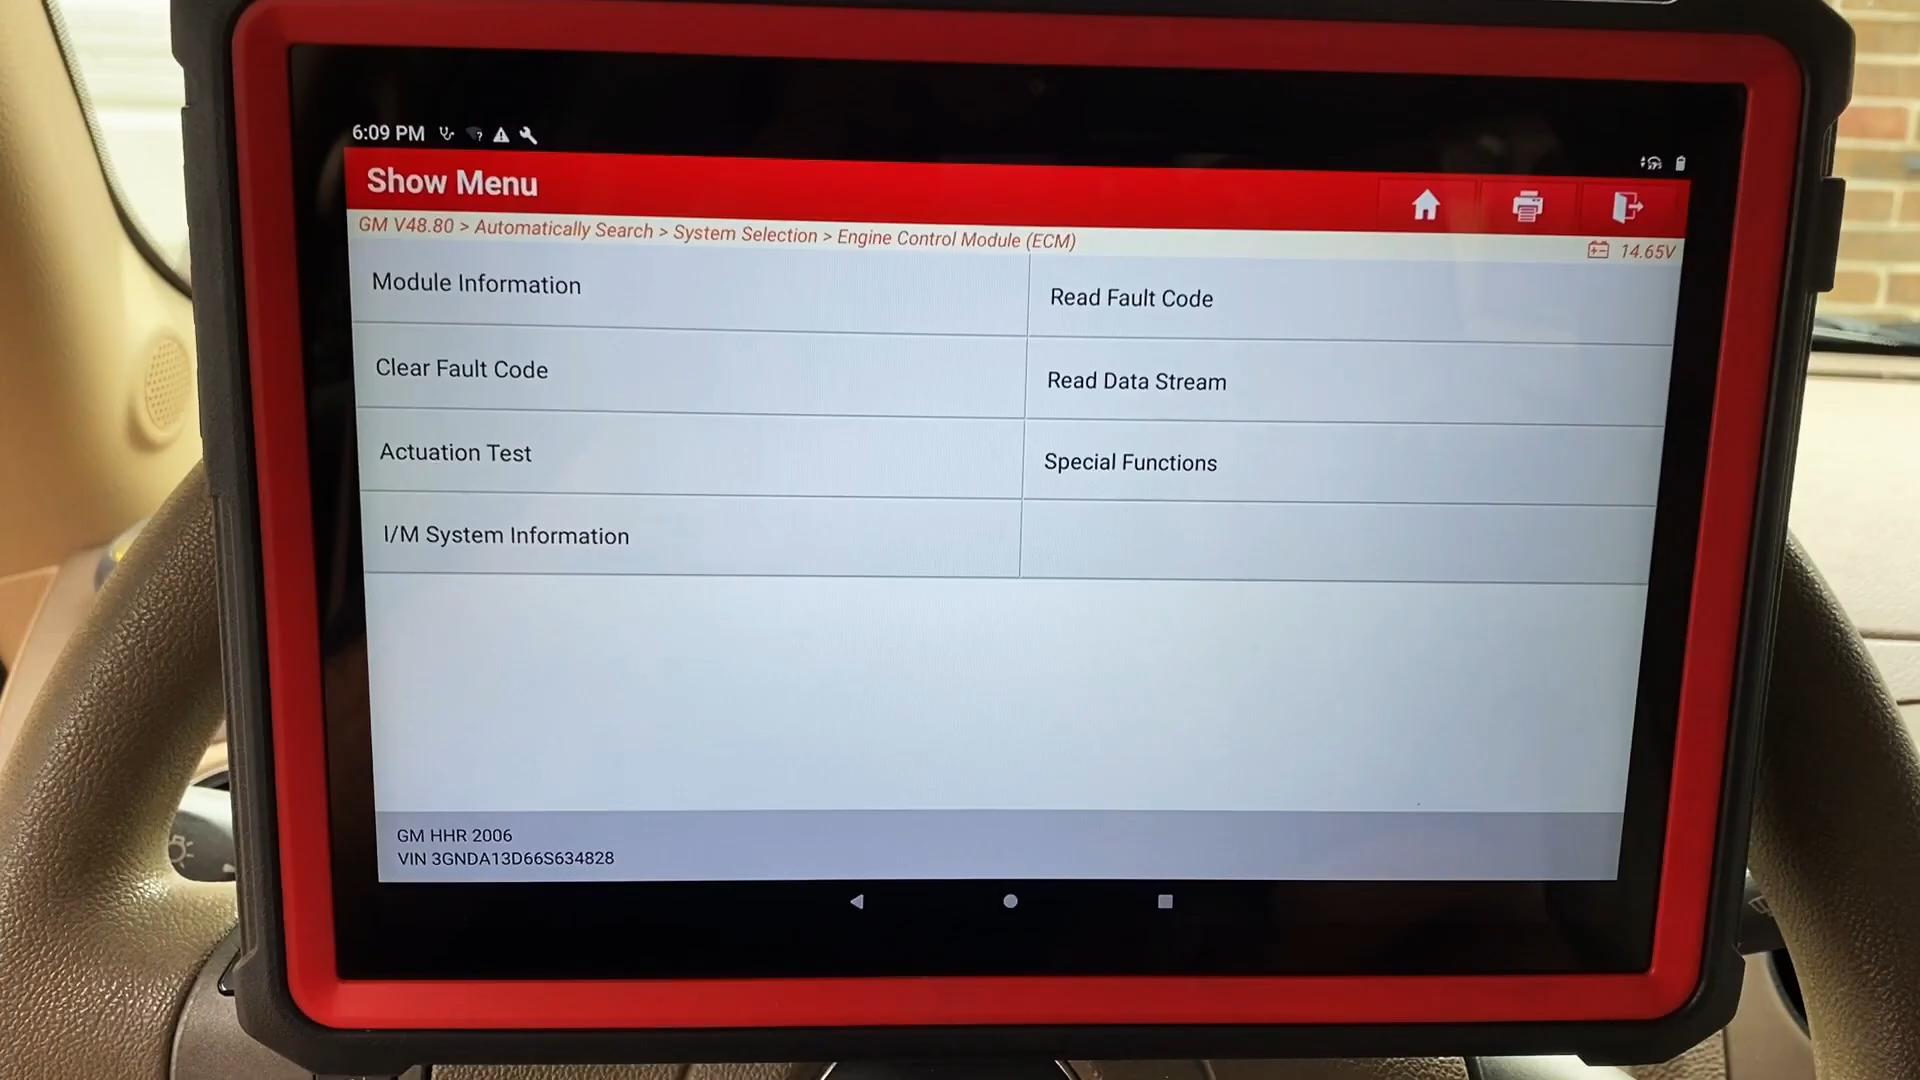 6:09 PM
Show Menu
GM V48.80 > Automatically Search > System Selection > Engine Control Module (ECM)
14.65V
Module Information
Read Fault Code
Clear Fault Code
Read Data Stream
Actuation Test
Special Functions
I/M System Information
GM HHR 2006
VIN 3GNDA13D66S634828